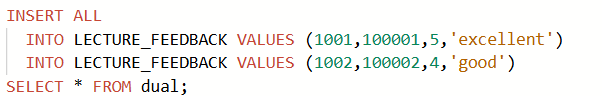 INSERT ALL
INTO LECTURE_FEEDBACK VALUES (1001,100001,5,'excellent')
INTO LECTURE_FEEDBACK VALUES (1002,100002,4,'good')
SELECT * FROM dual;